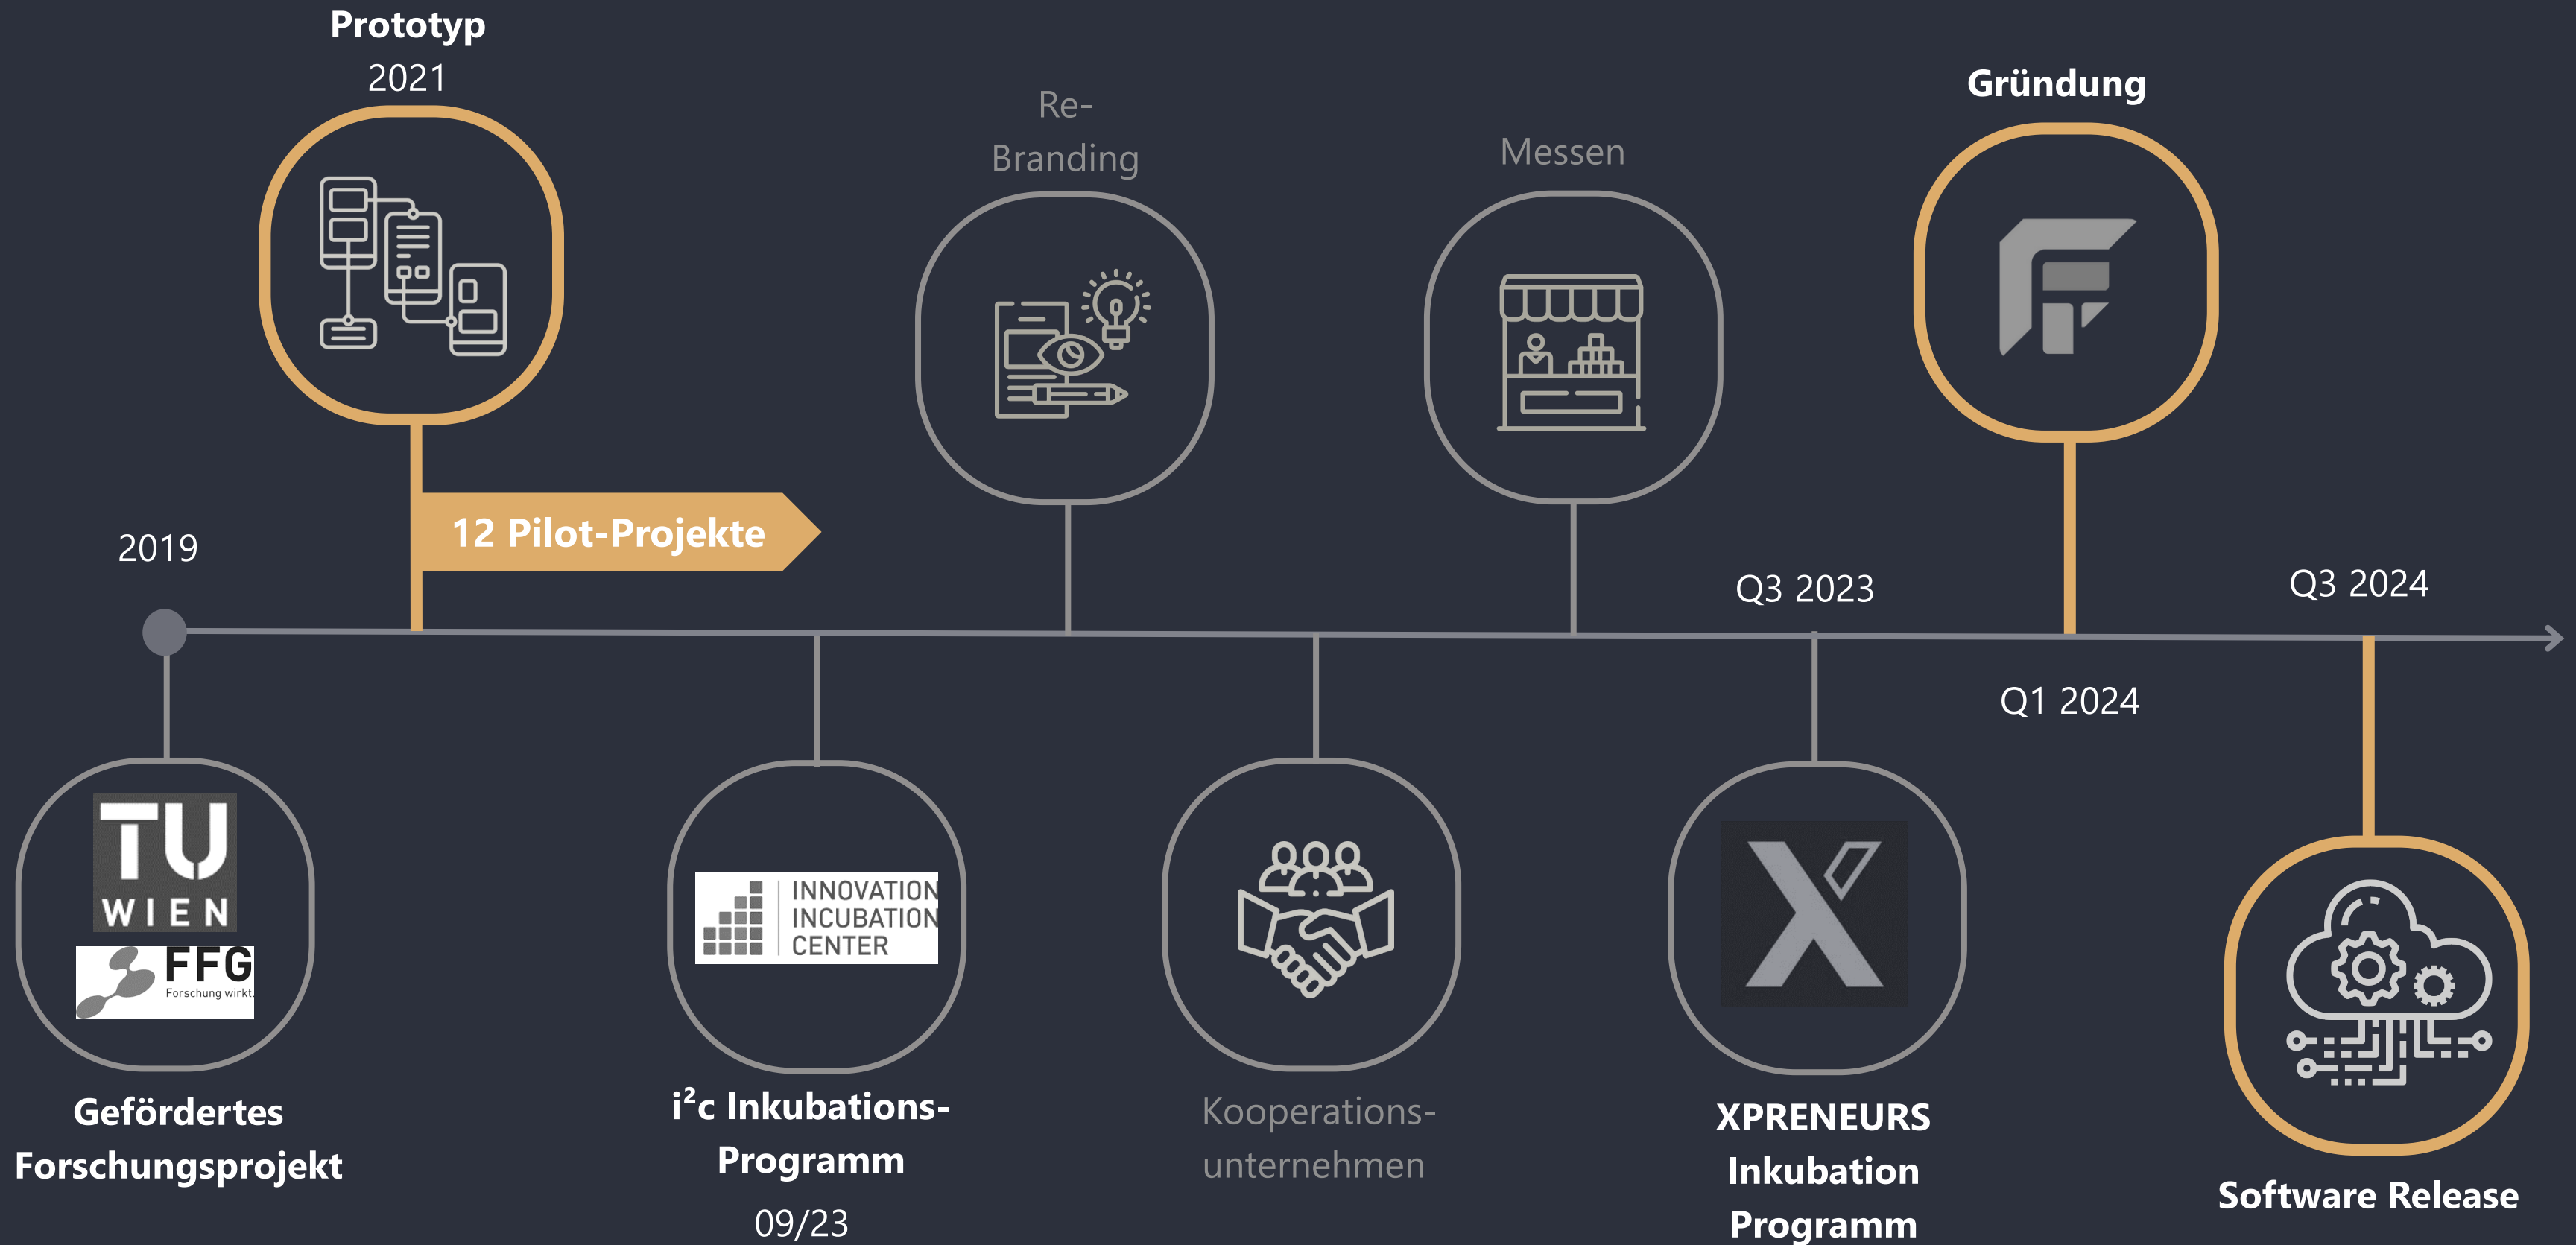 Prototyp
2021
Re-
Branding
Messen
Gründung
12 Pilot-Projekte
2019
Q3 2023
Q3 2024
Q1 2024
TU
WIEN
FFG
Forschung wirkt.
INNOVATION
INCUBATION
CENTER
X
Gefördertes
Forschungsprojekt
i²c Inkubations-
Programm
09/23
Kooperations-
unternehmen
XPRENEURS
Inkubation
Programm
Software Release